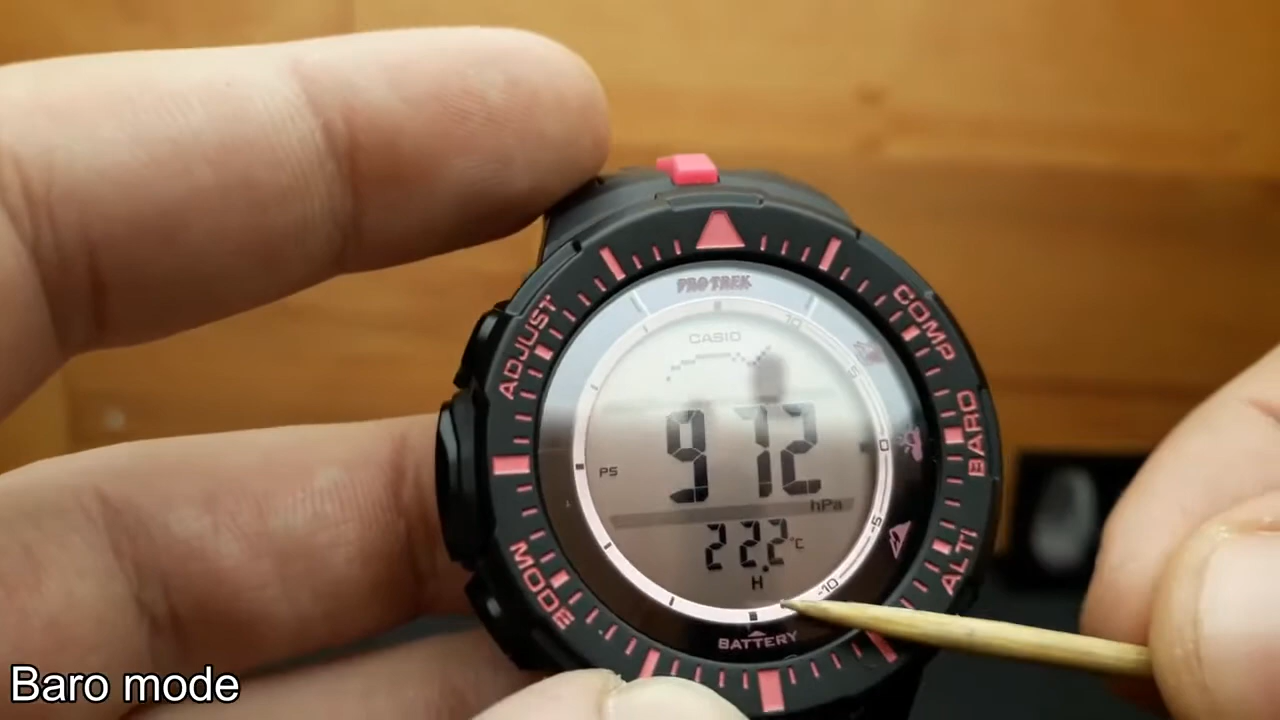 PRO TREK
CASIO
10
5
0
-5
-10
ADJUST
COMP
BARO
ALTI
MODE
PS
972
hPa
22.2 °C
H
BATTERY
Baro mode